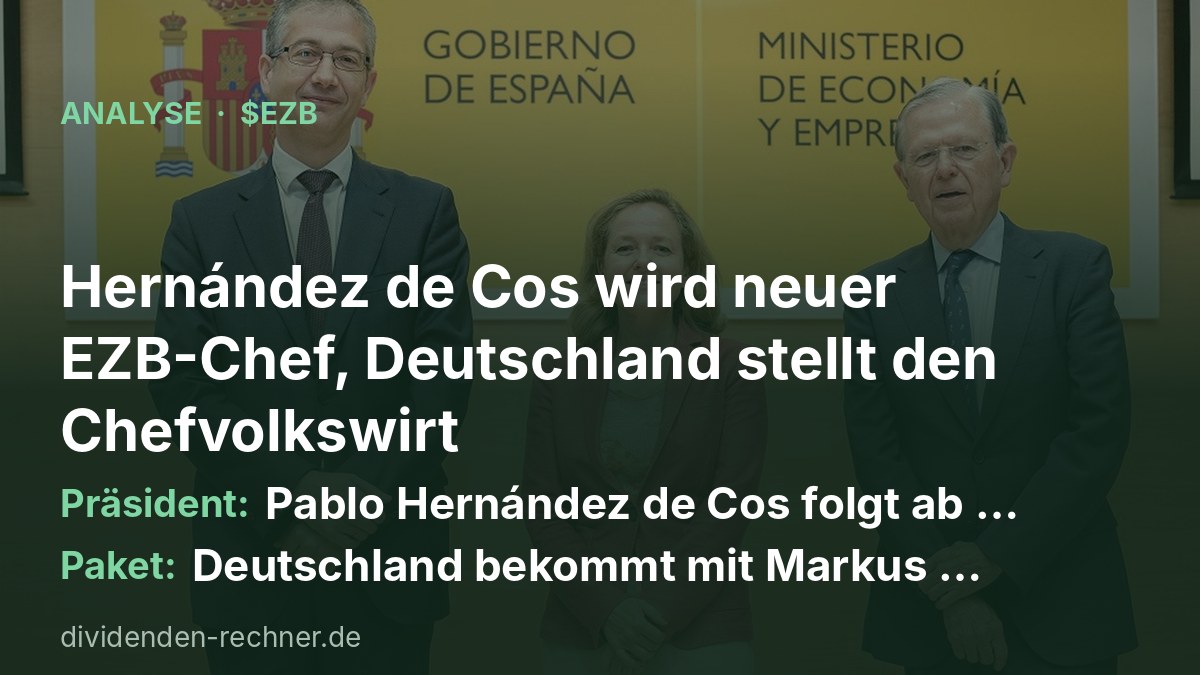 GOBIERNO
DE ESPAÑA
MINISTERIO
DE ECONOMÍA
Y EMPRE
ANALYSE · $EZB
Hernández de Cos wird neuer
EZB-Chef, Deutschland stellt den
Chefvolkswirt
Präsident: Pablo Hernández de Cos folgt ab ...
Paket: Deutschland bekommt mit Markus ...
dividenden-rechner.de